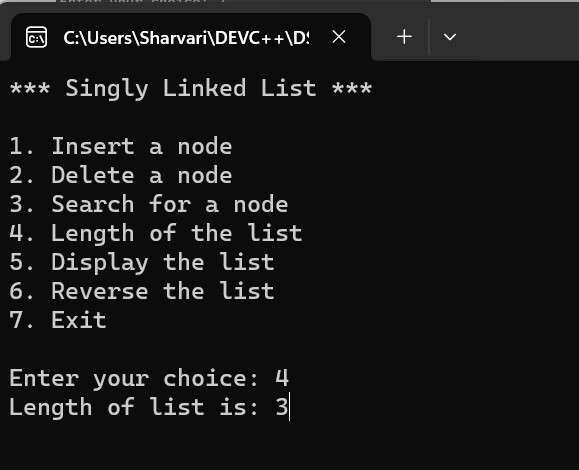 C:\Users\Sharvari\DEVC++\DS
*** Singly Linked List ***
1. Insert a node
2. Delete a node
3. Search for a node
4. Length of the list
5. Display the list
6. Reverse the list
7. Exit
Enter your choice: 4
Length of list is: 3